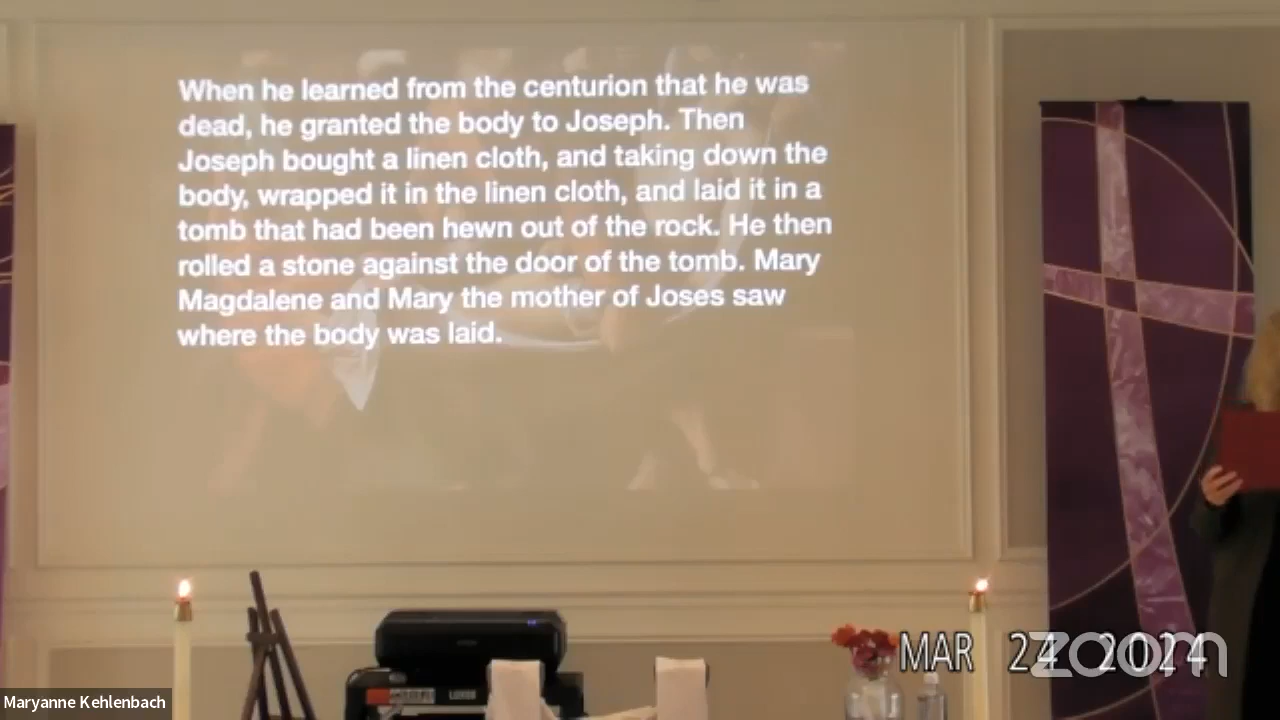 When he learned from the centurion that he was
dead, he granted the body to Joseph. Then
Joseph bought a linen cloth, and taking down the
body, wrapped it in the linen cloth, and laid it in a
tomb that had been hewn out of the rock. He then
rolled a stone against the door of the tomb. Mary
Magdalene and Mary the mother of Joses saw
where the body was laid.
MAR 24 2024
zoom
Maryanne Kehlenbach